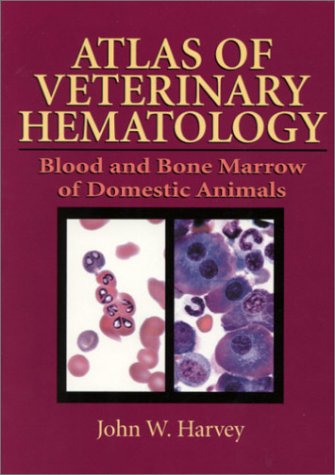 ATLAS OF
VETERINARY
HEMATOLOGY
Blood and Bone Marrow
of Domestic Animals
John W. Harvey